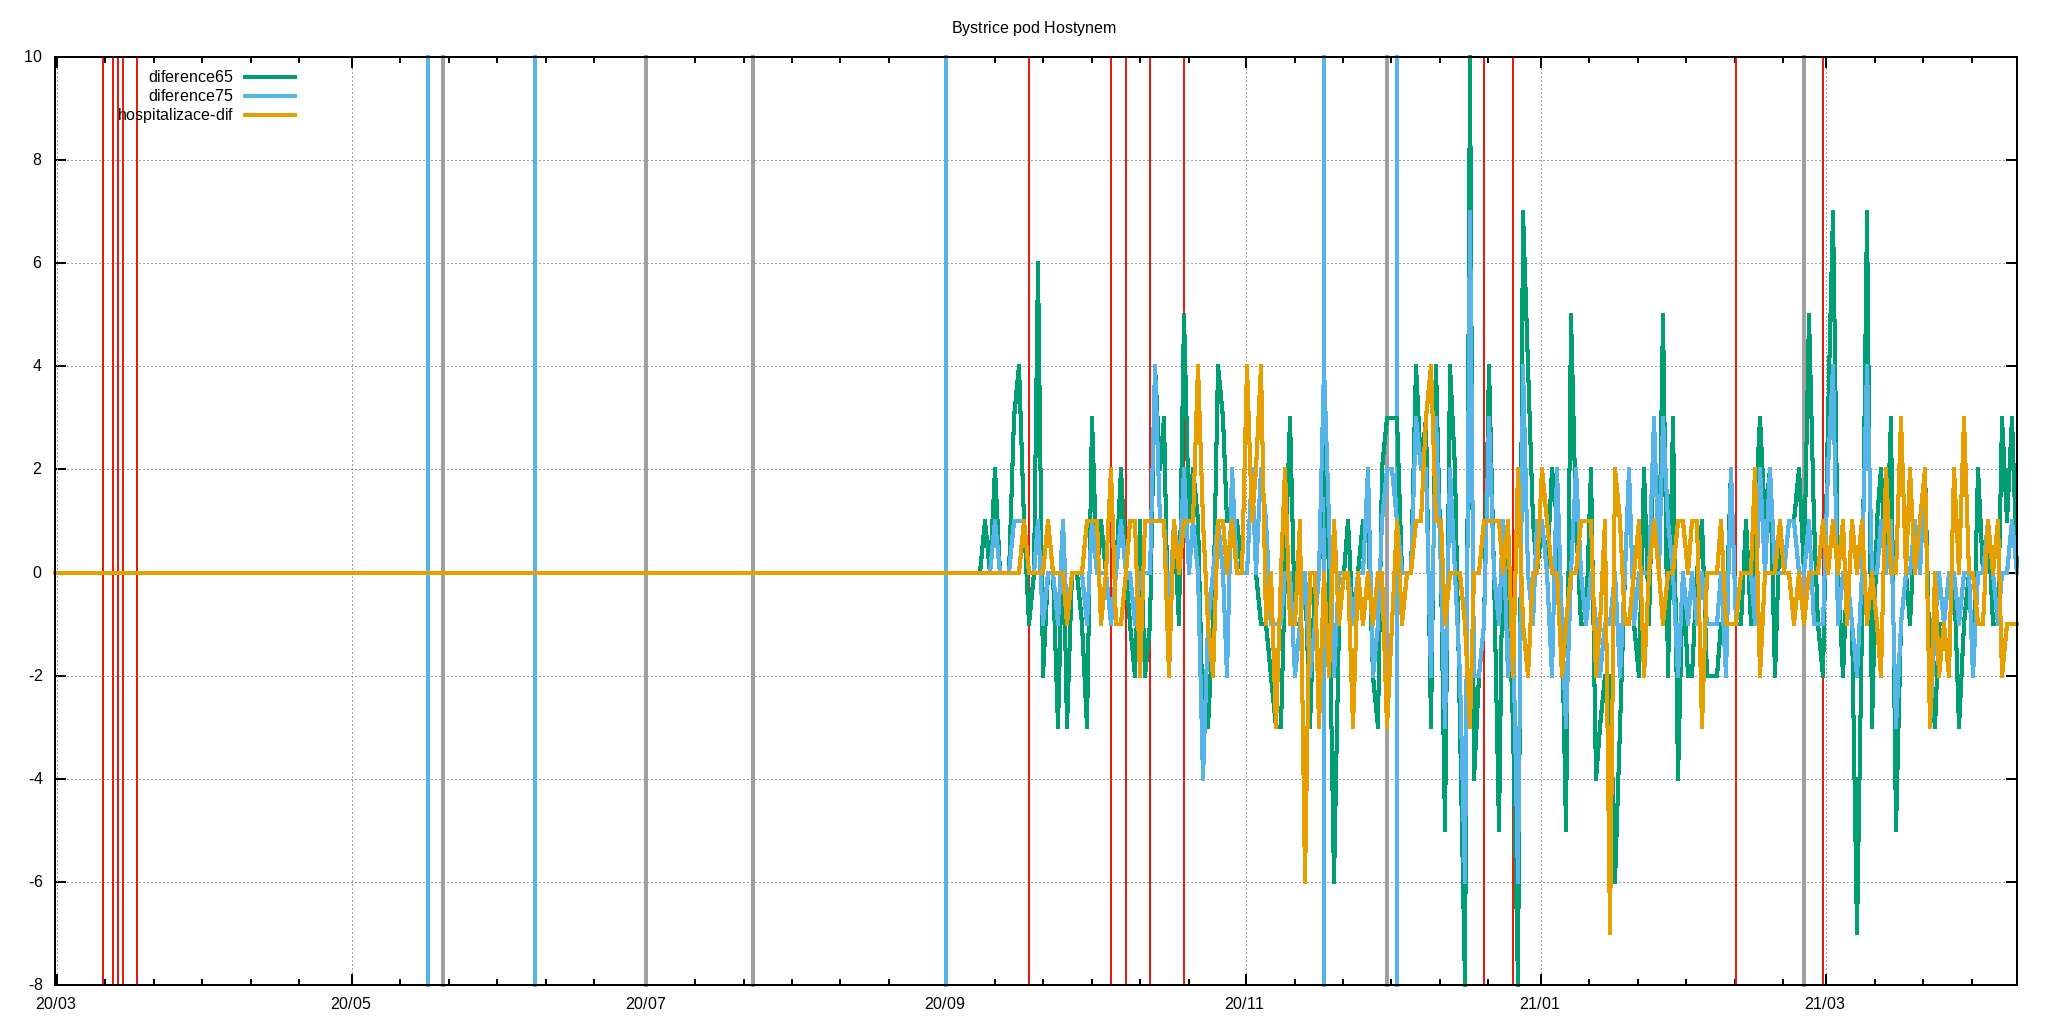 Bystrice pod Hostynem
10
8
6
4
2
0
-2
-4
-6
-8
diference65
diference75
hospitalizace-dif
20/03 20/05 20/07 20/09 20/11 21/01 21/03